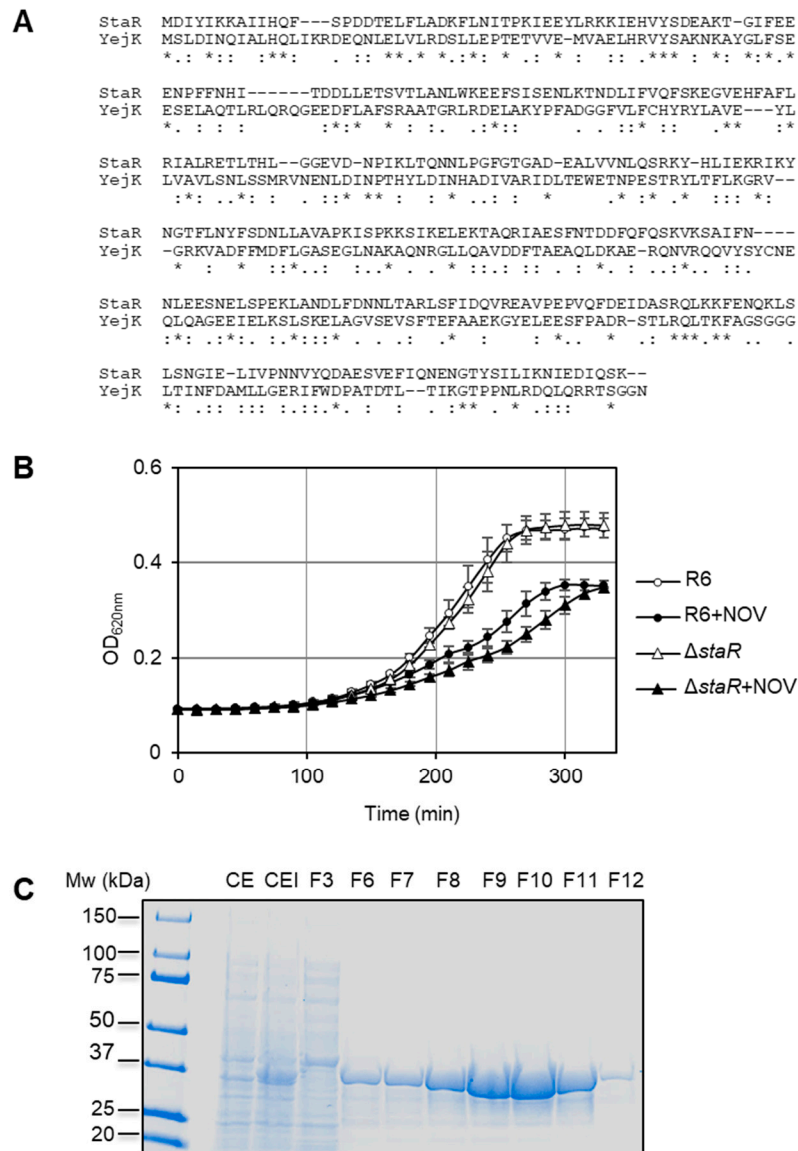 A
StaR MDIYIKKAIIHQF---SPDDTELFLADKFLNITPKIEEYLRKKIEHVYSDEAKT-GIFEE
YejK MSLDINQIALHQLIKRDEQNLELVLRDSLLEPTETVVE-MVAELHRVYSAKNKAYGLFSE
StaR ENPFFNHI------TDDLLETSVTLANLWKEEFSISENLKTNDLIFVQFSKEGVEHFAFL
YejK ESELAQTLRLQRQGEEDFLAFSRAATGRLRDELAKYPFADGGFVLFCHYRYLAVE---YL
StaR RIALRETLTHL--GGEVD-NPIKLTQNNLPGFGTGAD-EALVVNLQSRKY-HLIEKRIKY
YejK LVAVLSNLSSMRVNENLDINPTHYLDINHADIVARIDLTEWETNPESTRYLTFLKGRV--
StaR NGTFLNYFSDNLLAVAPKISPKKSIKELEKTAQRIAESFNTDDFQFQSKVKSAIFN----
YejK -GRKVADFFMDFLGASEGLNAKAQNRGLLQAVDDFTAEAQLDKAE-RQNVRQQVYSYCNE
StaR NLEESNELSPEKLANDLFDNNLTARLSFIDQVREAVPEPVQFDEIDASRQLKKFENQKLS
YejK QLQAGEEIELKSLSKELAGVSEVSFTEFAAEKGYELEESFPADR-STLRQLTKFAGSGGG
StaR LSNGIE-LIVPNNVYQDAESVEFIQNENGTYSILIKNIEDIQSK--
YejK LTINFDAMLLGERIFWDPATDTL--TIKGTPPNLRDQLQRRTSGGN
B
0.6
0.4
0.2
0
OD620nm
0 100 200 300
Time (min)
R6
R6+NOV
ΔstaR
ΔstaR+NOV
C
Mw (kDa) CE CEI F3 F6 F7 F8 F9 F10 F11 F12
150
100
75
50
37
25
20